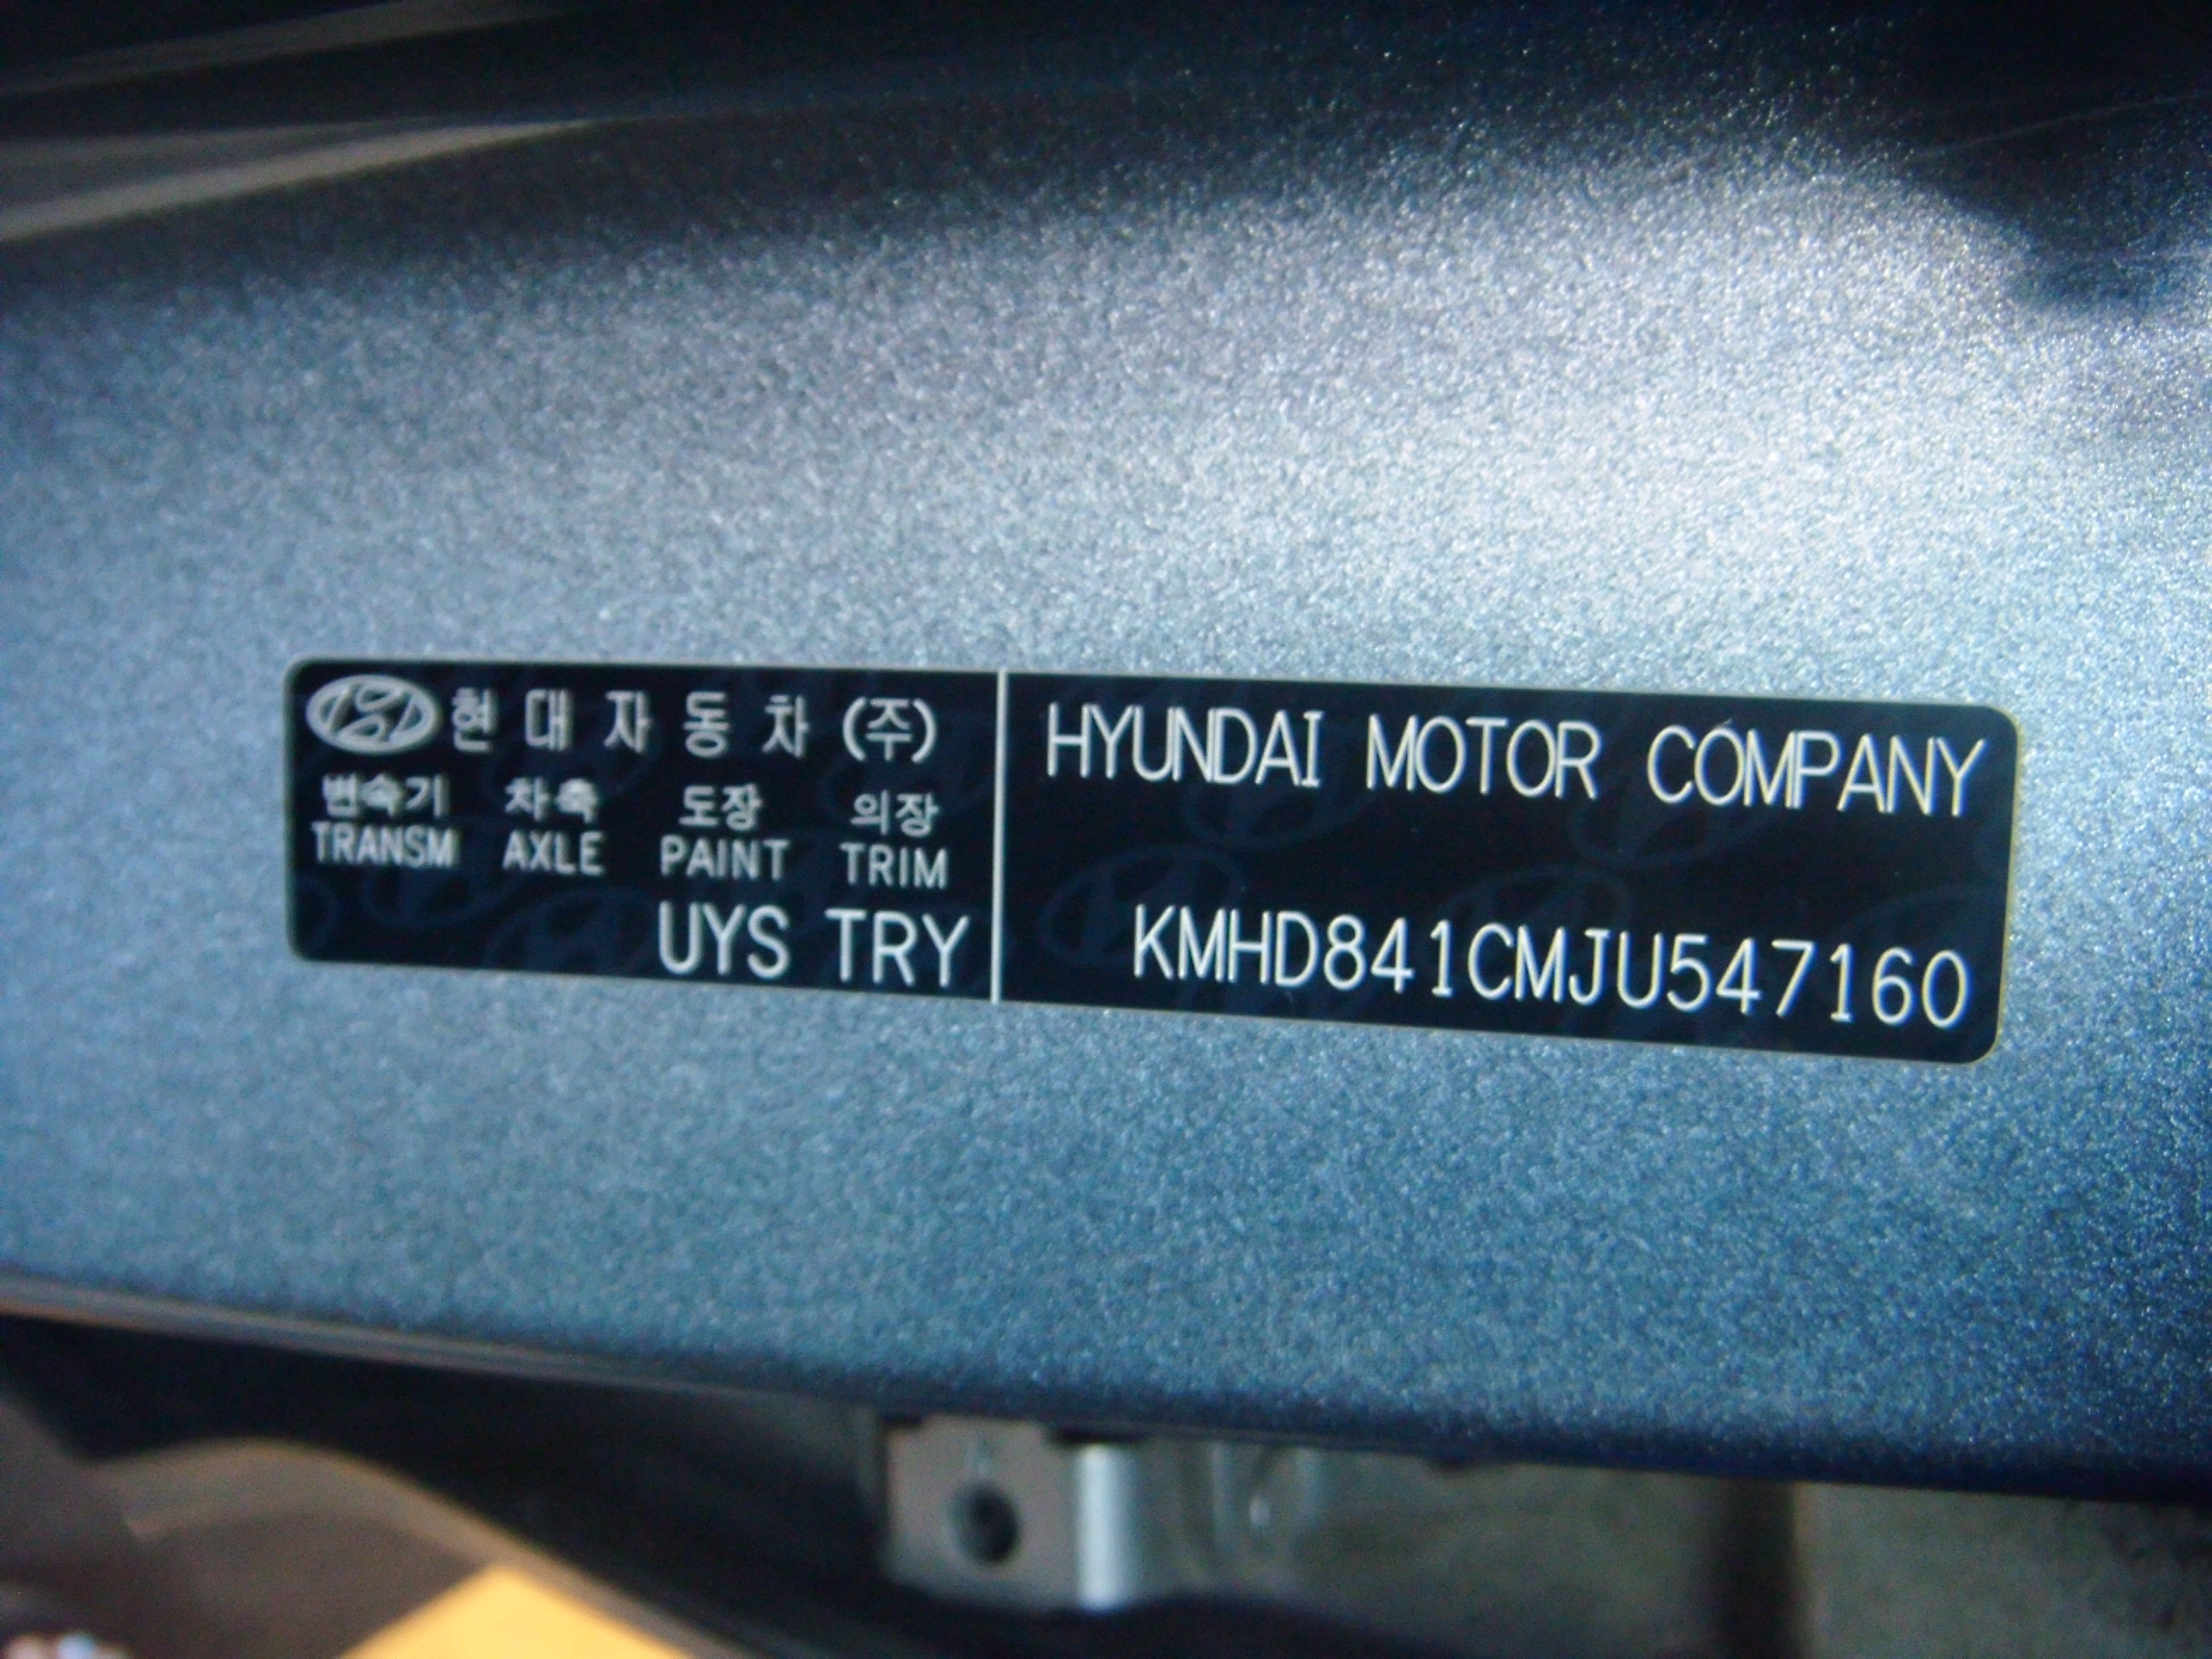 현대자동차(주)
변속기 차축 도장 의장
TRANSM AXLE PAINT TRIM
UYS TRY
HYUNDAI MOTOR COMPANY
KMHD841CMJU547160